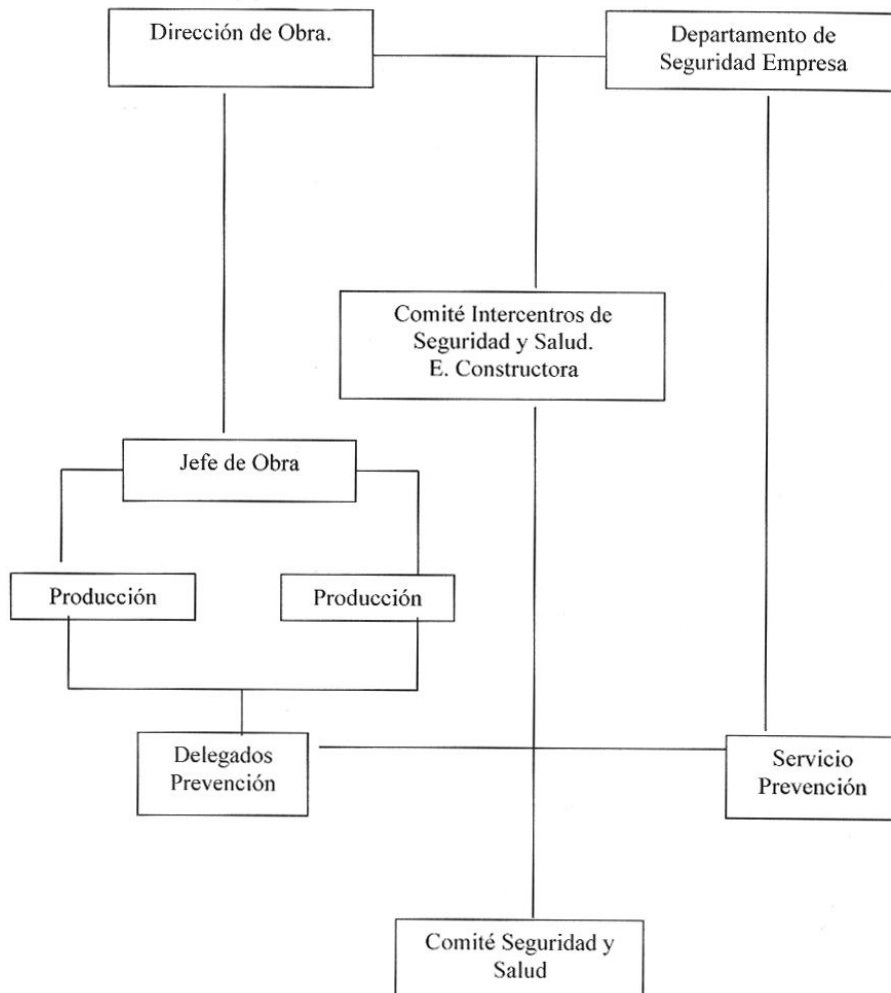 Dirección de Obra.
Departamento de
Seguridad Empresa
Comité Intercentros de
Seguridad y Salud.
E. Constructora
Jefe de Obra
Producción
Producción
Delegados
Prevención
Servicio
Prevención
Comité Seguridad y
Salud